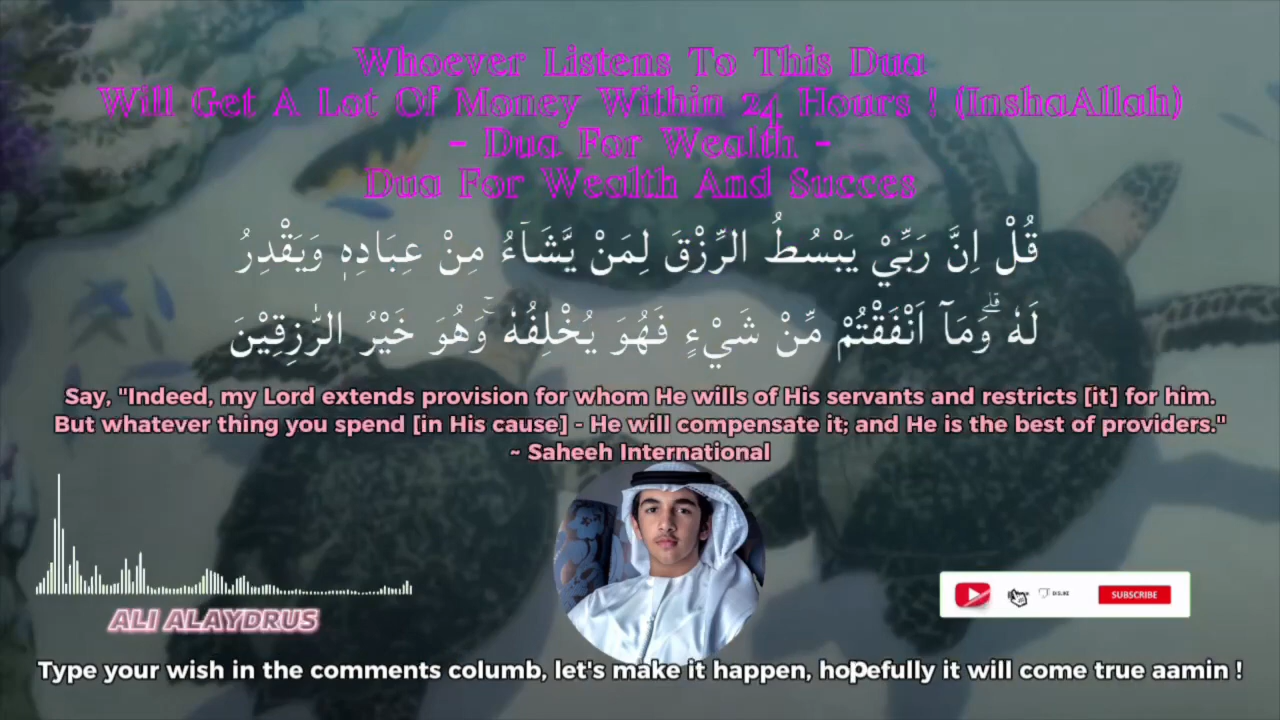 Whoever Listens To This Dua
Will Get A Lot Of Money Within 24 Hours ! (InshaAllah)
- Dua For Wealth -
Dua For Wealth And Succes
قُلْ اِنَّ رَبِّيْ يَبْسُطُ الرِّزْقَ لِمَنْ يَّشَاۤءُ مِنْ عِبَادِهٖ وَيَقْدِرُ
لَهٗ ۗوَمَآ اَنْفَقْتُمْ مِّنْ شَيْءٍ فَهُوَ يُخْلِفُهٗ ۚوَهُوَ خَيْرُ الرّٰزِقِيْنَ
Say, "Indeed, my Lord extends provision for whom He wills of His servants and restricts [it] for him.
But whatever thing you spend [in His cause] - He will compensate it; and He is the best of providers."
~ Saheeh International
ALI ALAYDRUS
DISLIKE
SUBSCRIBE
Type your wish in the comments columb, let's make it happen, hopefully it will come true aamin !